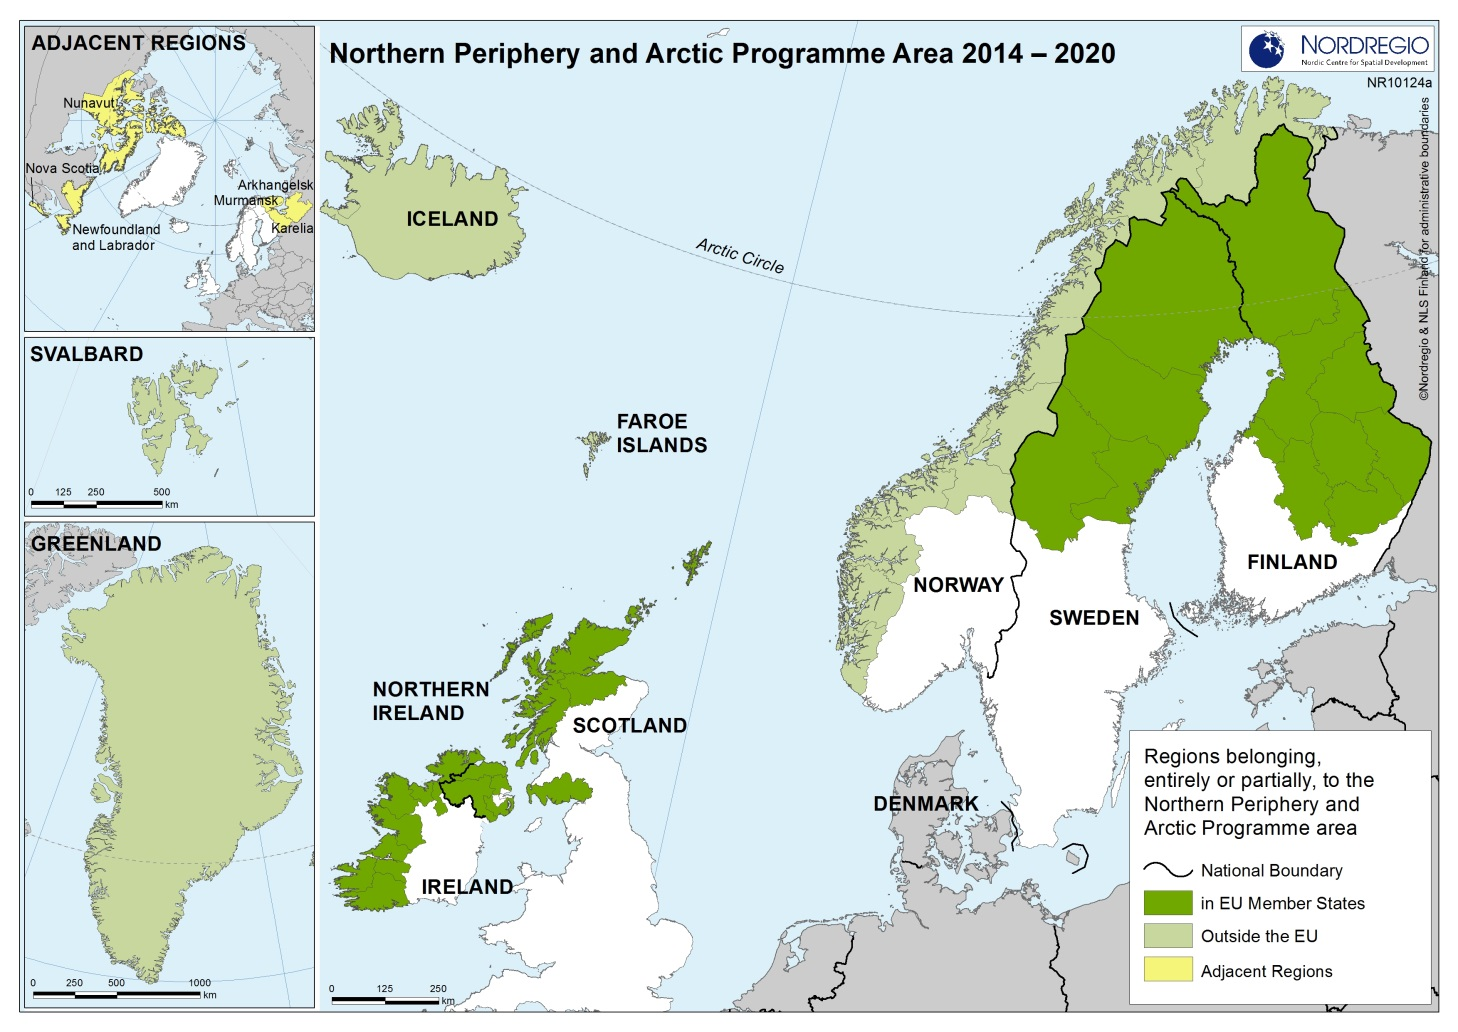 Northern Periphery and Arctic Programme Area 2014 – 2020
NORDREGIO
Nordic Centre for Spatial Development
NR10124a
©Nordregio & NLS Finland for administrative boundaries
ADJACENT REGIONS
Nunavut
Nova Scotia
Arkhangelsk
Murmansk
Karelia
Newfoundland
and Labrador
SVALBARD
0 125 250 500
km
GREENLAND
0 250 500 1000
km
ICELAND
Arctic Circle
FAROE
ISLANDS
NORWAY
SWEDEN
FINLAND
NORTHERN
IRELAND
SCOTLAND
IRELAND
DENMARK
0 125 250
km
Regions belonging,
entirely or partially, to the
Northern Periphery and
Arctic Programme area
National Boundary
in EU Member States
Outside the EU
Adjacent Regions